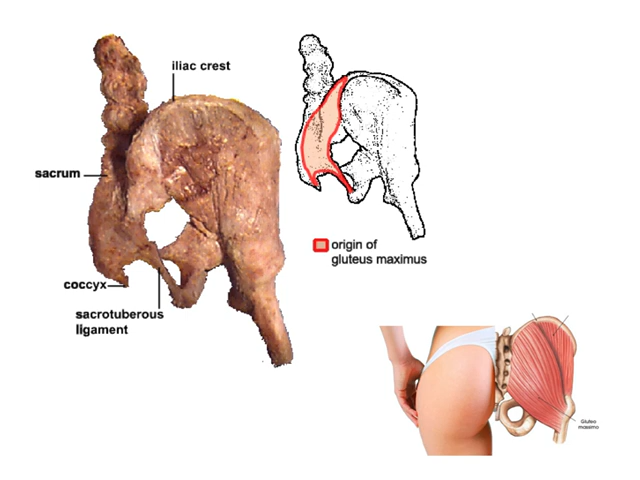 iliac crest
sacrum
coccyx
sacrotuberous
ligament
origin of
gluteus maximus
Gluteo
massimo